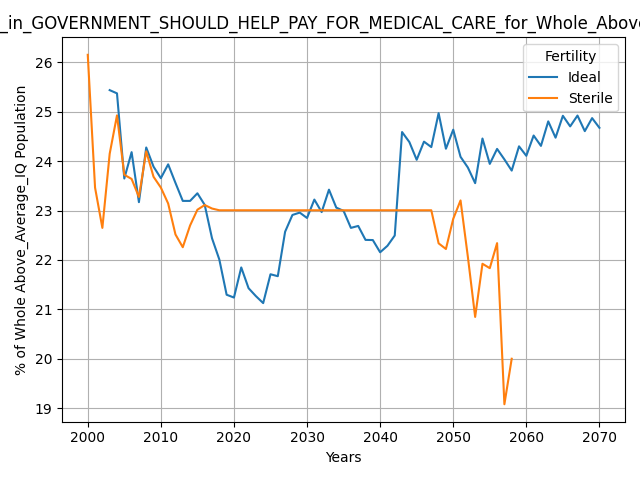 _in_GOVERNMENT_SHOULD_HELP_PAY_FOR_MEDICAL_CARE_for_Whole_Above
Fertility
Ideal
Sterile
% of Whole Above_Average_IQ Population
26
25
24
23
22
21
20
19
2000 2010 2020 2030 2040 2050 2060 2070
Years